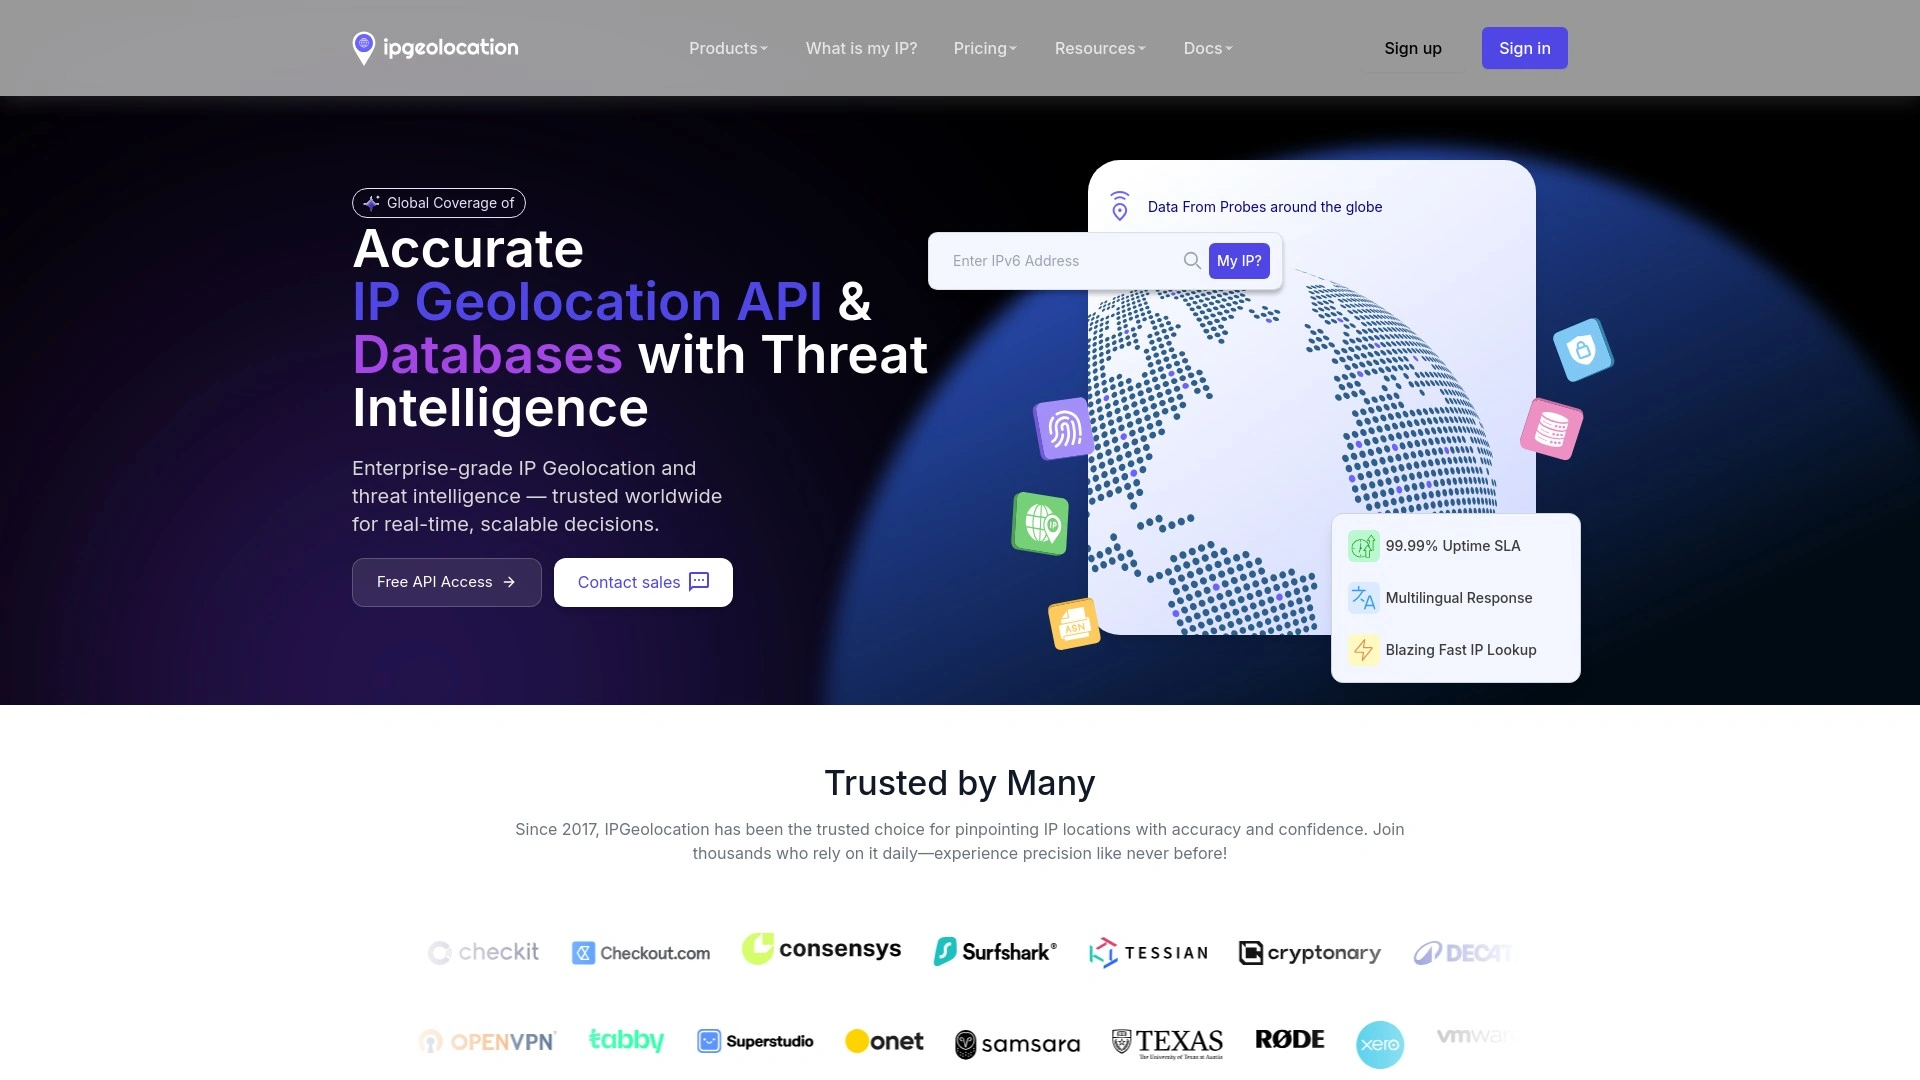 ipgeolocation
Products
What is my IP?
Pricing
Resources
Docs
Sign up
Sign in
Global Coverage of
Accurate
IP Geolocation API &
Databases with Threat
Intelligence
Enterprise-grade IP Geolocation and
threat intelligence — trusted worldwide
for real-time, scalable decisions.
Free API Access
Contact sales
Data From Probes around the globe
Enter IPv6 Address
My IP?
IP
ASN
99.99% Uptime SLA
Multilingual Response
Blazing Fast IP Lookup
Trusted by Many
Since 2017, IPGeolocation has been the trusted choice for pinpointing IP locations with accuracy and confidence. Join
thousands who rely on it daily—experience precision like never before!
checkit
Checkout.com
consensys
Surfshark®
TESSIAN
cryptonary
DECAT
OPENVPN
tabby
Superstudio
onet
samsara
TEXAS
The University of Texas at Austin
RØDE
xero
vmwar